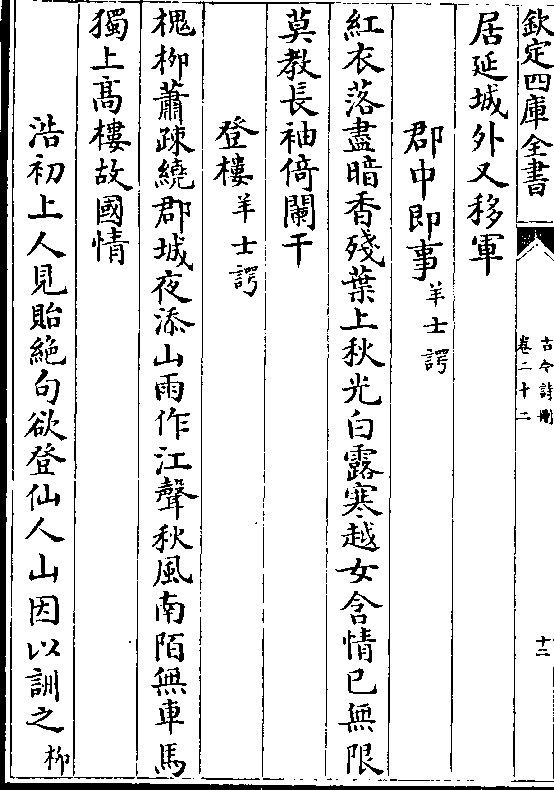 欽定四庫全書
古今詩刪
卷二十二
十二
居延城外又移軍
郡中即事羊士諤
紅衣落盡暗香殘葉上秋光白露寒越女含情已無限
莫教長袖倚闌干
登樓羊士諤
槐柳蕭疎繞郡城夜添山雨作江聲秋風南陌無車馬
獨上髙樓故國情
浩初上人見貽絶句欲登仙人山因以詶之柳